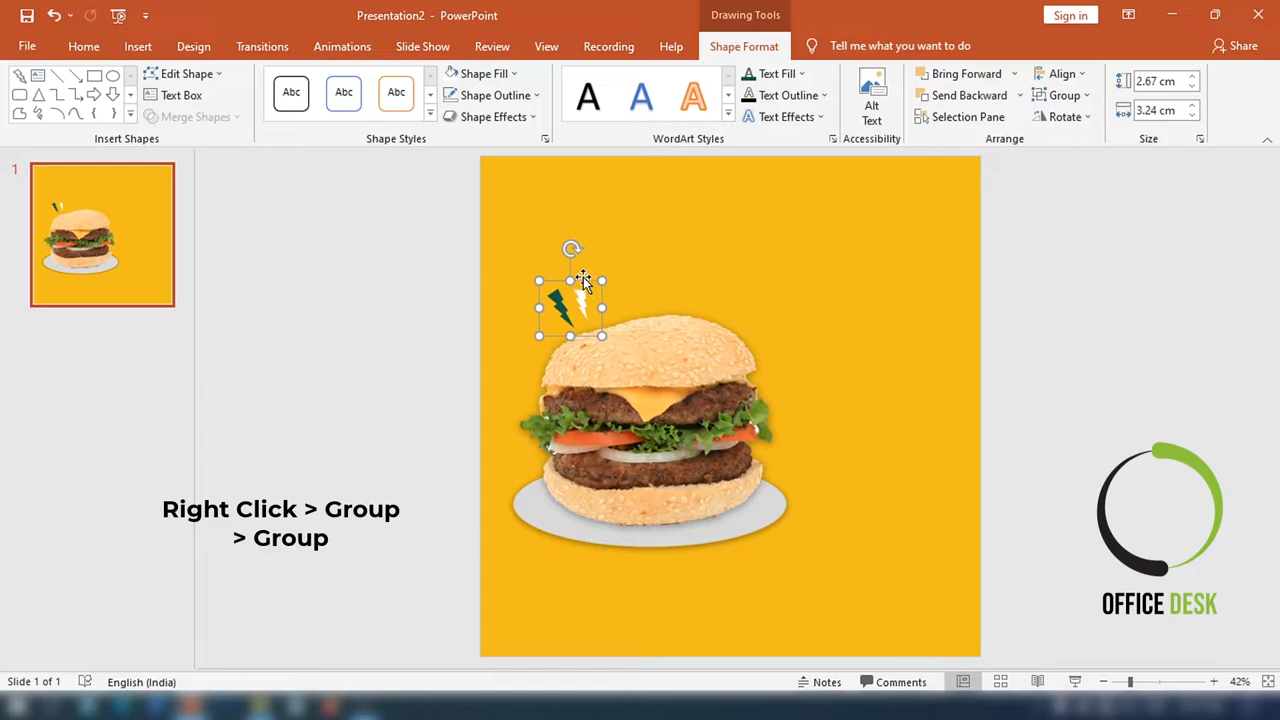 Presentation2 - PowerPoint
Drawing Tools
Sign in
File Home Insert Design Transitions Animations Slide Show Review View Recording Help Shape Format Tell me what you want to do Share
Edit Shape
Text Box
Merge Shapes
Insert Shapes
Abc Abc Abc
Shape Fill
Shape Outline
Shape Effects
Shape Styles
A A A
Text Fill
Text Outline
Text Effects
WordArt Styles
Alt
Text
Accessibility
Bring Forward
Send Backward
Selection Pane
Align
Group
Rotate
Arrange
2.67 cm
3.24 cm
Size
1
Right Click > Group
> Group
OFFICE DESK
Slide 1 of 1 English (India) Notes Comments 42%